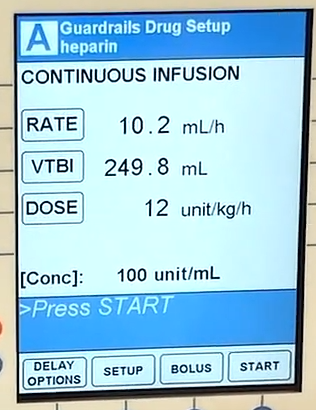 A Guardrails Drug Setup
heparin
CONTINUOUS INFUSION
RATE 10.2 mL/h
VTBI 249.8 mL
DOSE 12 unit/kg/h
[Conc]: 100 unit/mL
>Press START
DELAY OPTIONS SETUP BOLUS START